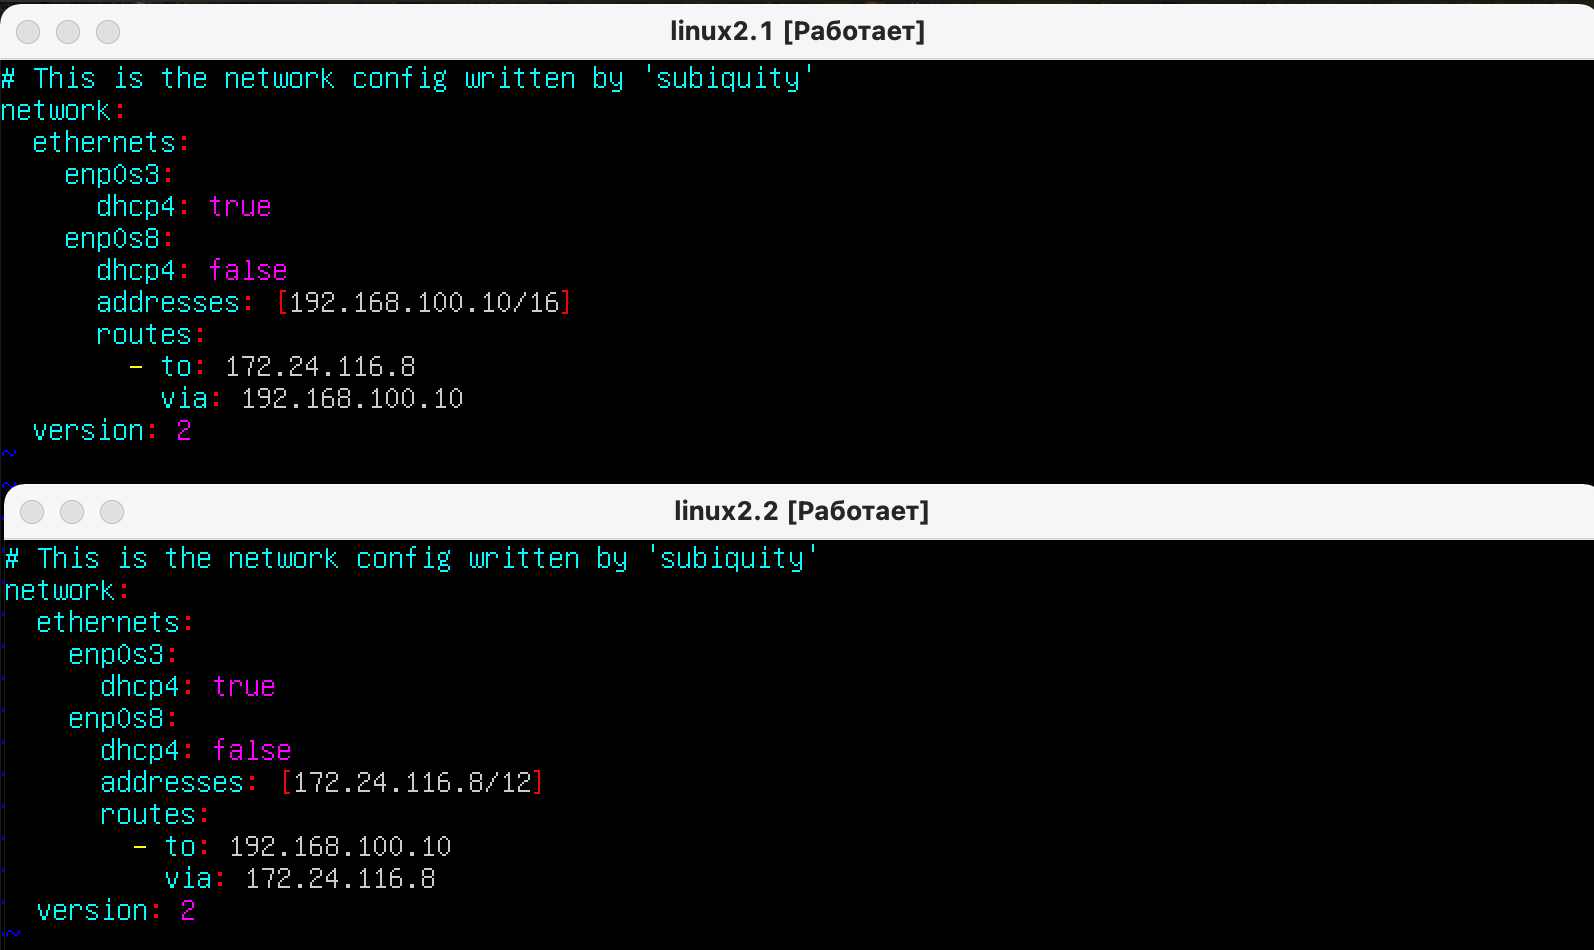 linux2.1 [Работает]
# This is the network config written by 'subiquity'
network:
  ethernets:
    enp0s3:
      dhcp4: true
    enp0s8:
      dhcp4: false
      addresses: [192.168.100.10/16]
      routes:
        - to: 172.24.116.8
          via: 192.168.100.10
  version: 2
~
~
linux2.2 [Работает]
# This is the network config written by 'subiquity'
network:
  ethernets:
    enp0s3:
      dhcp4: true
    enp0s8:
      dhcp4: false
      addresses: [172.24.116.8/12]
      routes:
        - to: 192.168.100.10
          via: 172.24.116.8
  version: 2
~